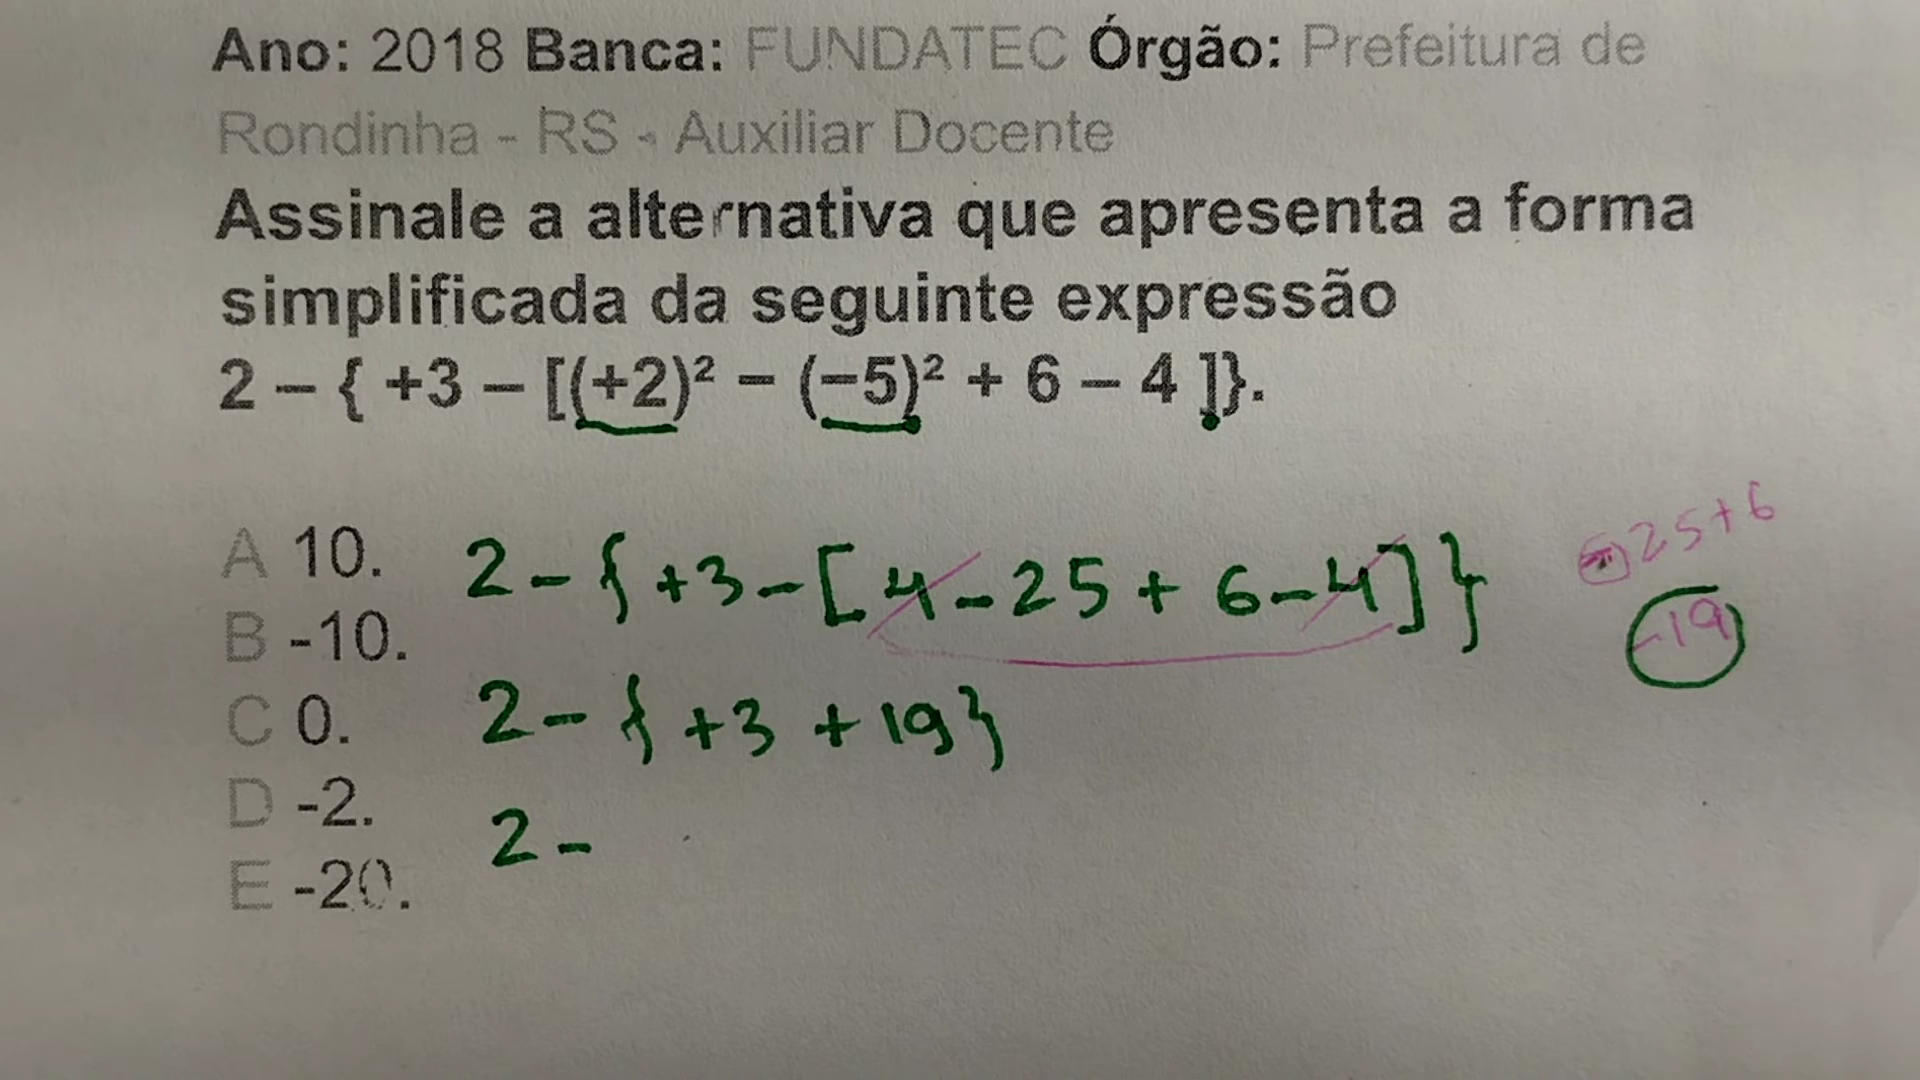 Ano: 2018 Banca: FUNDATEC Órgão: Prefeitura de
Rondinha - RS - Auxiliar Docente
Assinale a alternativa que apresenta a forma
simplificada da seguinte expressão
2 – { +3 – [(+2)² – (–5)² + 6 – 4 ]}.
A 10.
B -10.
C 0.
D -2.
E -20.
2 - { +3 - [ 4 - 25 + 6 - 4 ] }
2 - { +3 + 19 }
2 -
- 25 + 6
-19